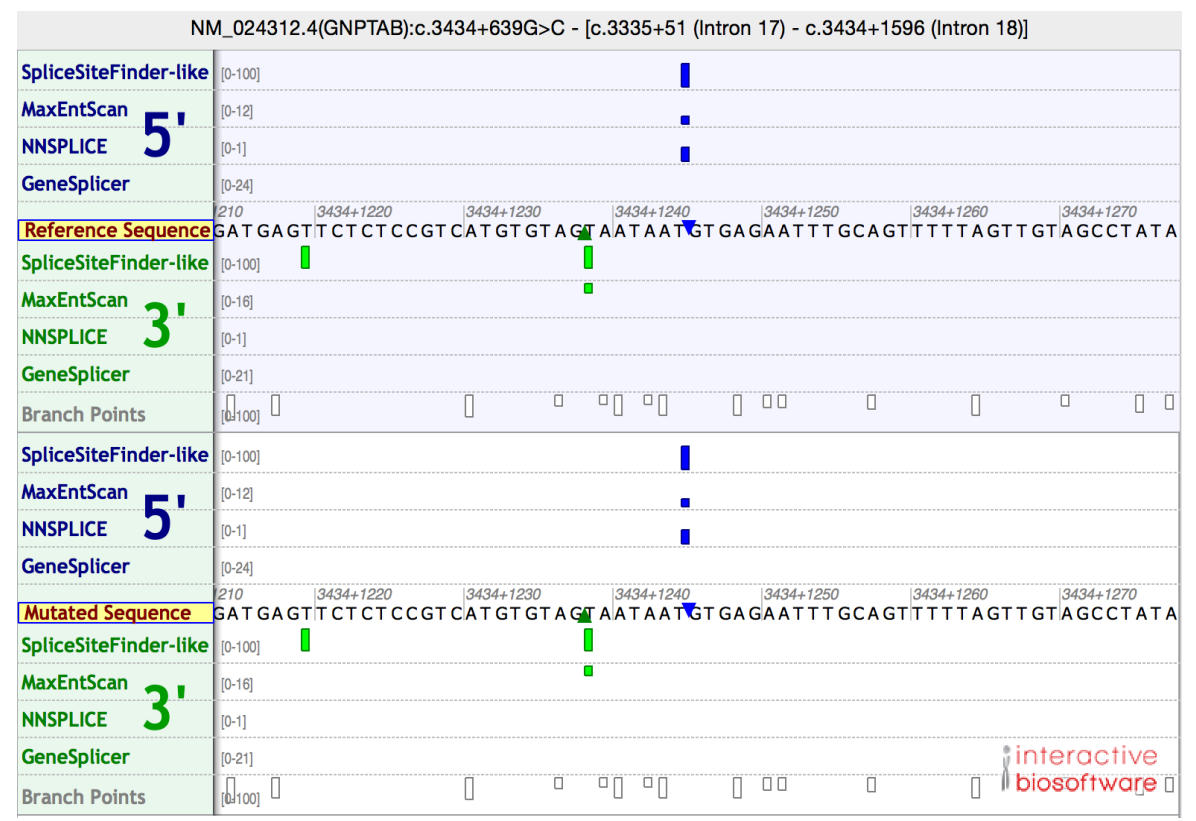 NM_024312.4(GNPTAB):c.3434+639G>C - [c.3335+51 (Intron 17) - c.3434+1596 (Intron 18)]
SpliceSiteFinder-like [0-100]
MaxEntScan [0-12]
5'
NNSPLICE [0-1]
GeneSplicer [0-24]
210 3434+1220 3434+1230 3434+1240 3434+1250 3434+1260 3434+1270
Reference Sequence GATGAGTTCTCTCCGTCATGTGTAGTAATAATGTGAGAATTTGCAGTTTTTAGTTGTAGCCTATA
SpliceSiteFinder-like [0-100]
MaxEntScan [0-16]
3'
NNSPLICE [0-1]
GeneSplicer [0-21]
Branch Points [0-100]
SpliceSiteFinder-like [0-100]
MaxEntScan [0-12]
5'
NNSPLICE [0-1]
GeneSplicer [0-24]
210 3434+1220 3434+1230 3434+1240 3434+1250 3434+1260 3434+1270
Mutated Sequence GATGAGTTCTCTCCGTCATGTGTAGTAATAATGTGAGAATTTGCAGTTTTTAGTTGTAGCCTATA
SpliceSiteFinder-like [0-100]
MaxEntScan [0-16]
3'
NNSPLICE [0-1]
GeneSplicer [0-21]
Branch Points [0-100]
interactive
biosoftware